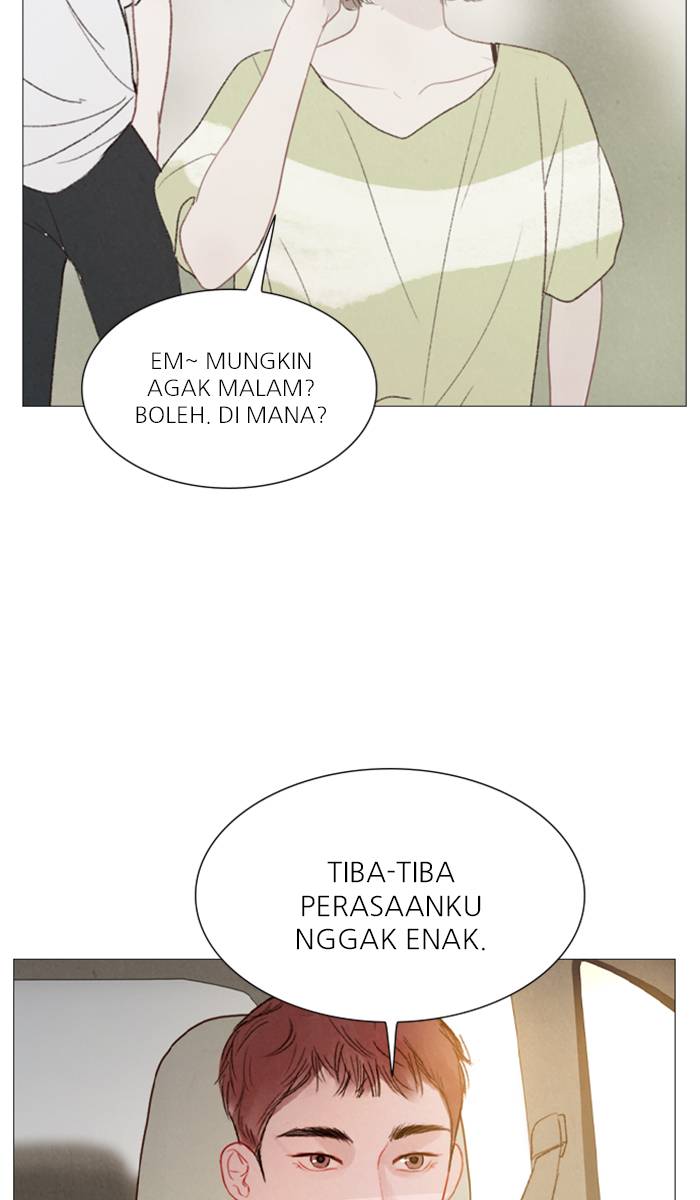 EM~ MUNGKIN
AGAK MALAM?
BOLEH. DI MANA?
TIBA-TIBA
PERASAANKU
NGGAK ENAK.